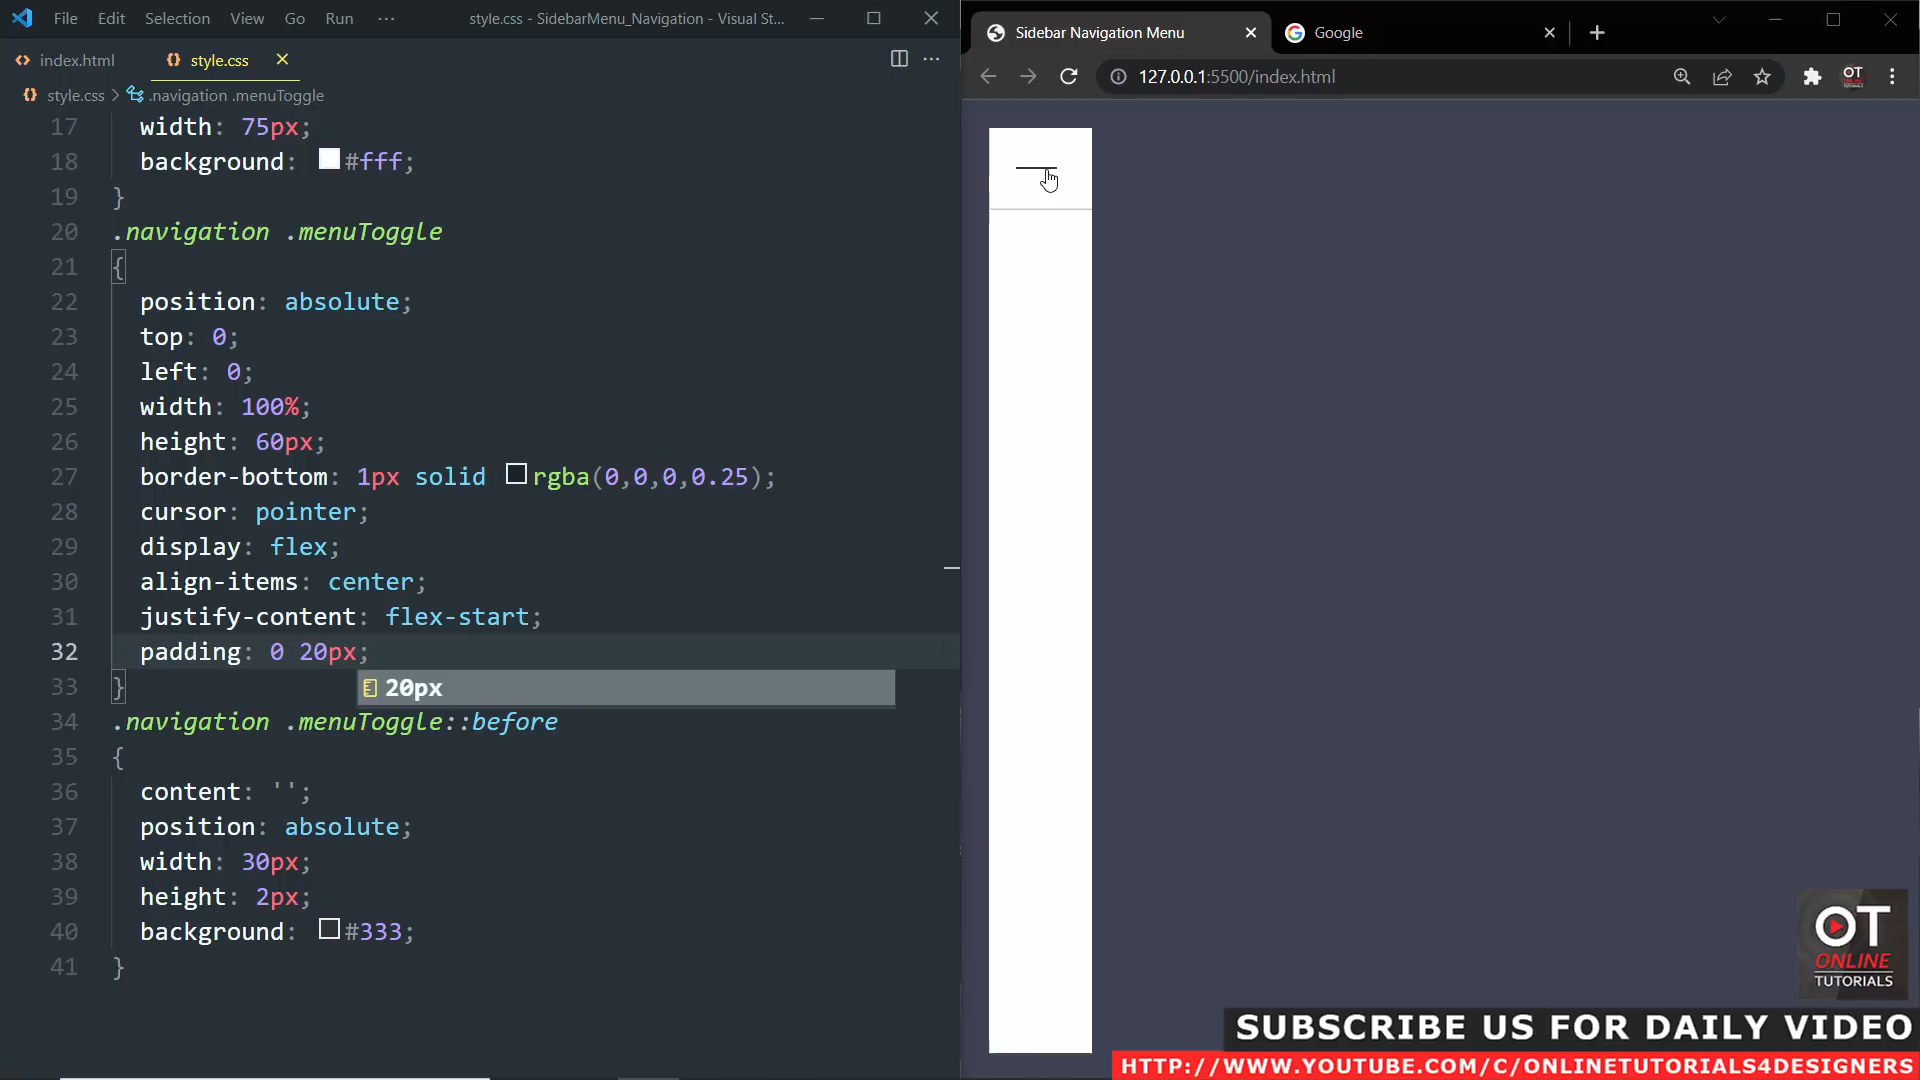 File Edit Selection View Go Run ··· style.css - SidebarMenu_Navigation - Visual St...
index.html style.css
style.css > .navigation .menuToggle
17 width: 75px;
18 background: #fff;
19 }
20 .navigation .menuToggle
21 {
22 position: absolute;
23 top: 0;
24 left: 0;
25 width: 100%;
26 height: 60px;
27 border-bottom: 1px solid rgba(0,0,0,0.25);
28 cursor: pointer;
29 display: flex;
30 align-items: center;
31 justify-content: flex-start;
32 padding: 0 20px;
33 }
20px
34 .navigation .menuToggle::before
35 {
36 content: '';
37 position: absolute;
38 width: 30px;
39 height: 2px;
40 background: #333;
41 }
Sidebar Navigation Menu Google
127.0.0.1:5500/index.html
OT
ONLINE
TUTORIALS
SUBSCRIBE US FOR DAILY VIDEO
HTTP://WWW.YOUTUBE.COM/C/ONLINETUTORIALS4DESIGNERS